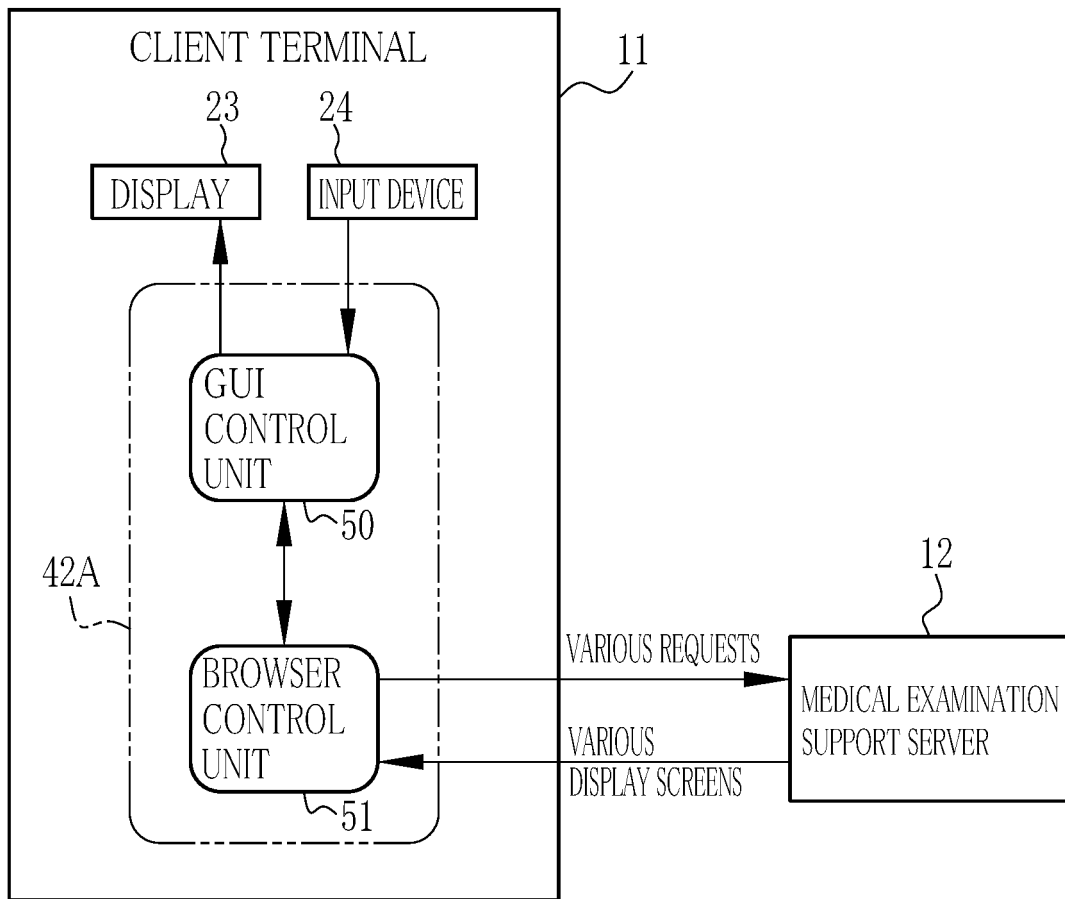 CLIENT TERMINAL
11
23
24
DISPLAY
INPUT DEVICE
GUI
CONTROL
UNIT
50
42A
12
VARIOUS REQUESTS
BROWSER
CONTROL
UNIT
MEDICAL EXAMINATION
SUPPORT SERVER
VARIOUS
DISPLAY SCREENS
51